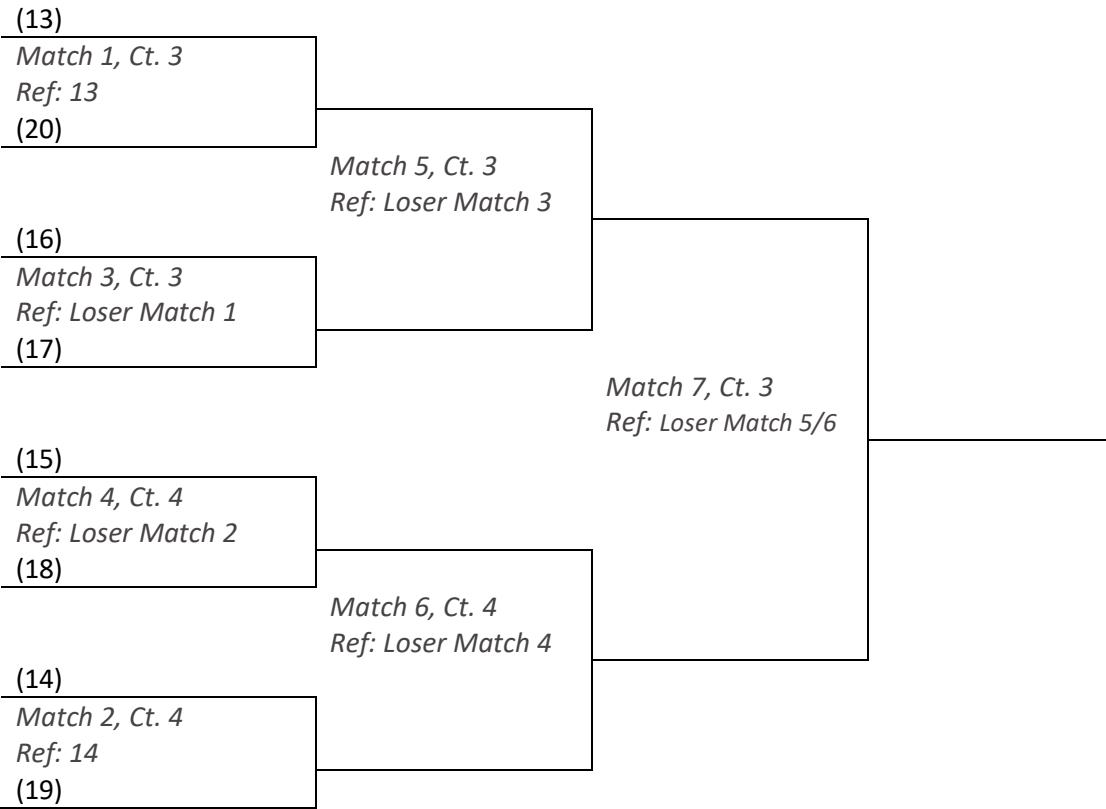 (13)
Match 1, Ct. 3
Ref: 13
(20)
Match 5, Ct. 3
Ref: Loser Match 3
(16)
Match 3, Ct. 3
Ref: Loser Match 1
(17)
Match 7, Ct. 3
Ref: Loser Match 5/6
(15)
Match 4, Ct. 4
Ref: Loser Match 2
(18)
Match 6, Ct. 4
Ref: Loser Match 4
(14)
Match 2, Ct. 4
Ref: 14
(19)